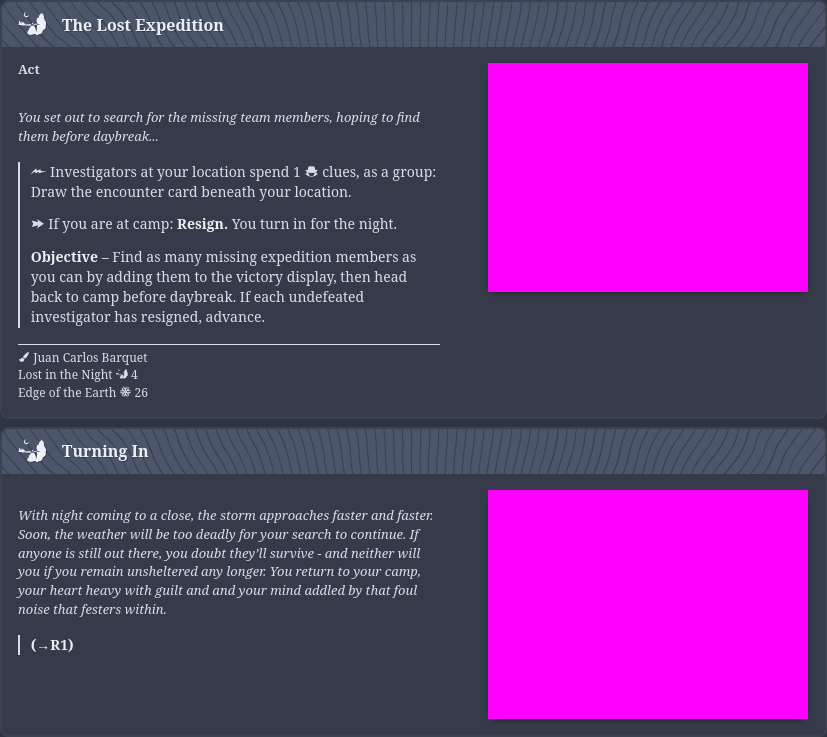 The Lost Expedition
Act
You set out to search for the missing team members, hoping to find
them before daybreak...
Investigators at your location spend 1 clues, as a group:
Draw the encounter card beneath your location.
If you are at camp: Resign. You turn in for the night.
Objective – Find as many missing expedition members as
you can by adding them to the victory display, then head
back to camp before daybreak. If each undefeated
investigator has resigned, advance.
Juan Carlos Barquet
Lost in the Night 4
Edge of the Earth 26
Turning In
With night coming to a close, the storm approaches faster and faster.
Soon, the weather will be too deadly for your search to continue. If
anyone is still out there, you doubt they'll survive - and neither will
you if you remain unsheltered any longer. You return to your camp,
your heart heavy with guilt and and your mind addled by that foul
noise that festers within.
(→R1)